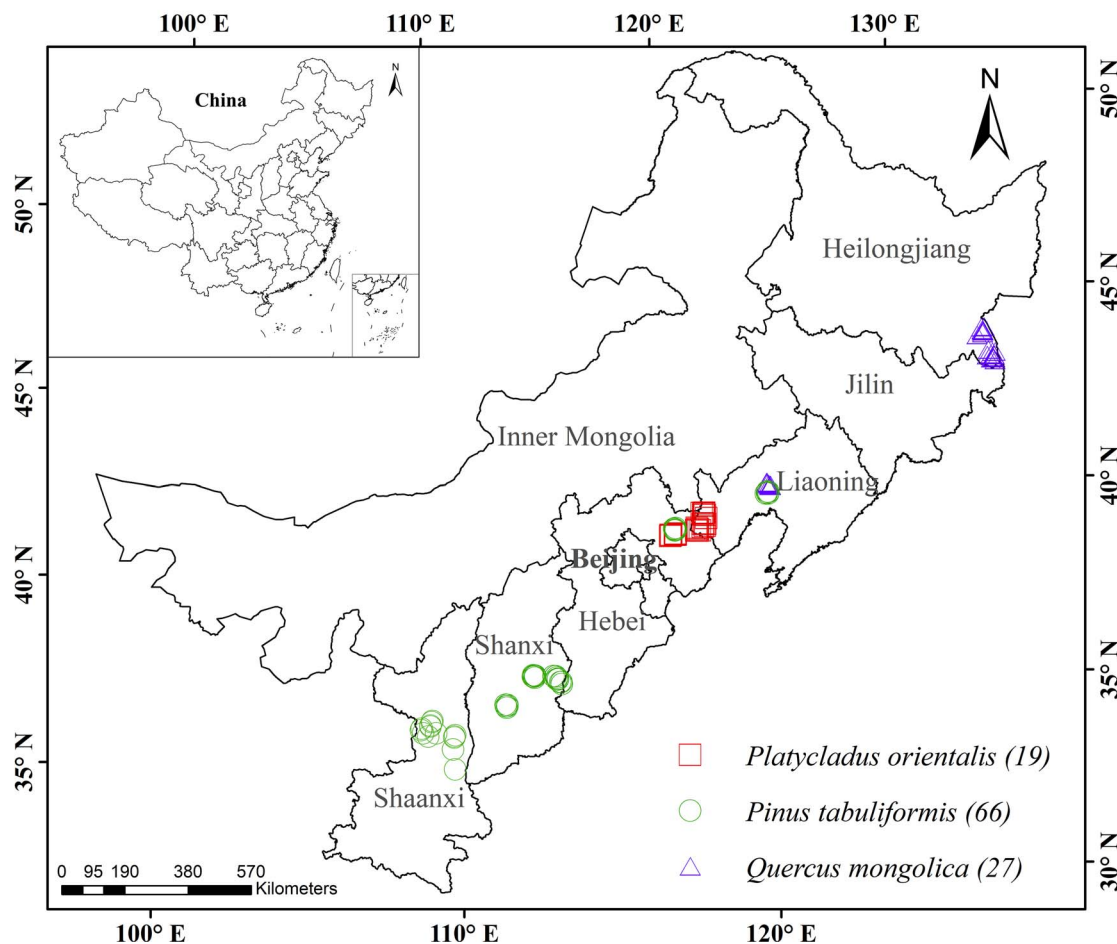 100° E 110° E 120° E 130° E
China
N
N
50° N
50° N
Heilongjiang
45° N
Jilin
45° N
Inner Mongolia
40° N
Liaoning
Beijing
40° N
Hebei
Shanxi
35° N
35° N
Platycladus orientalis (19)
Shaanxi
Pinus tabuliformis (66)
30° N
Quercus mongolica (27)
0 95 190 380 570
Kilometers
100° E 110° E 120° E